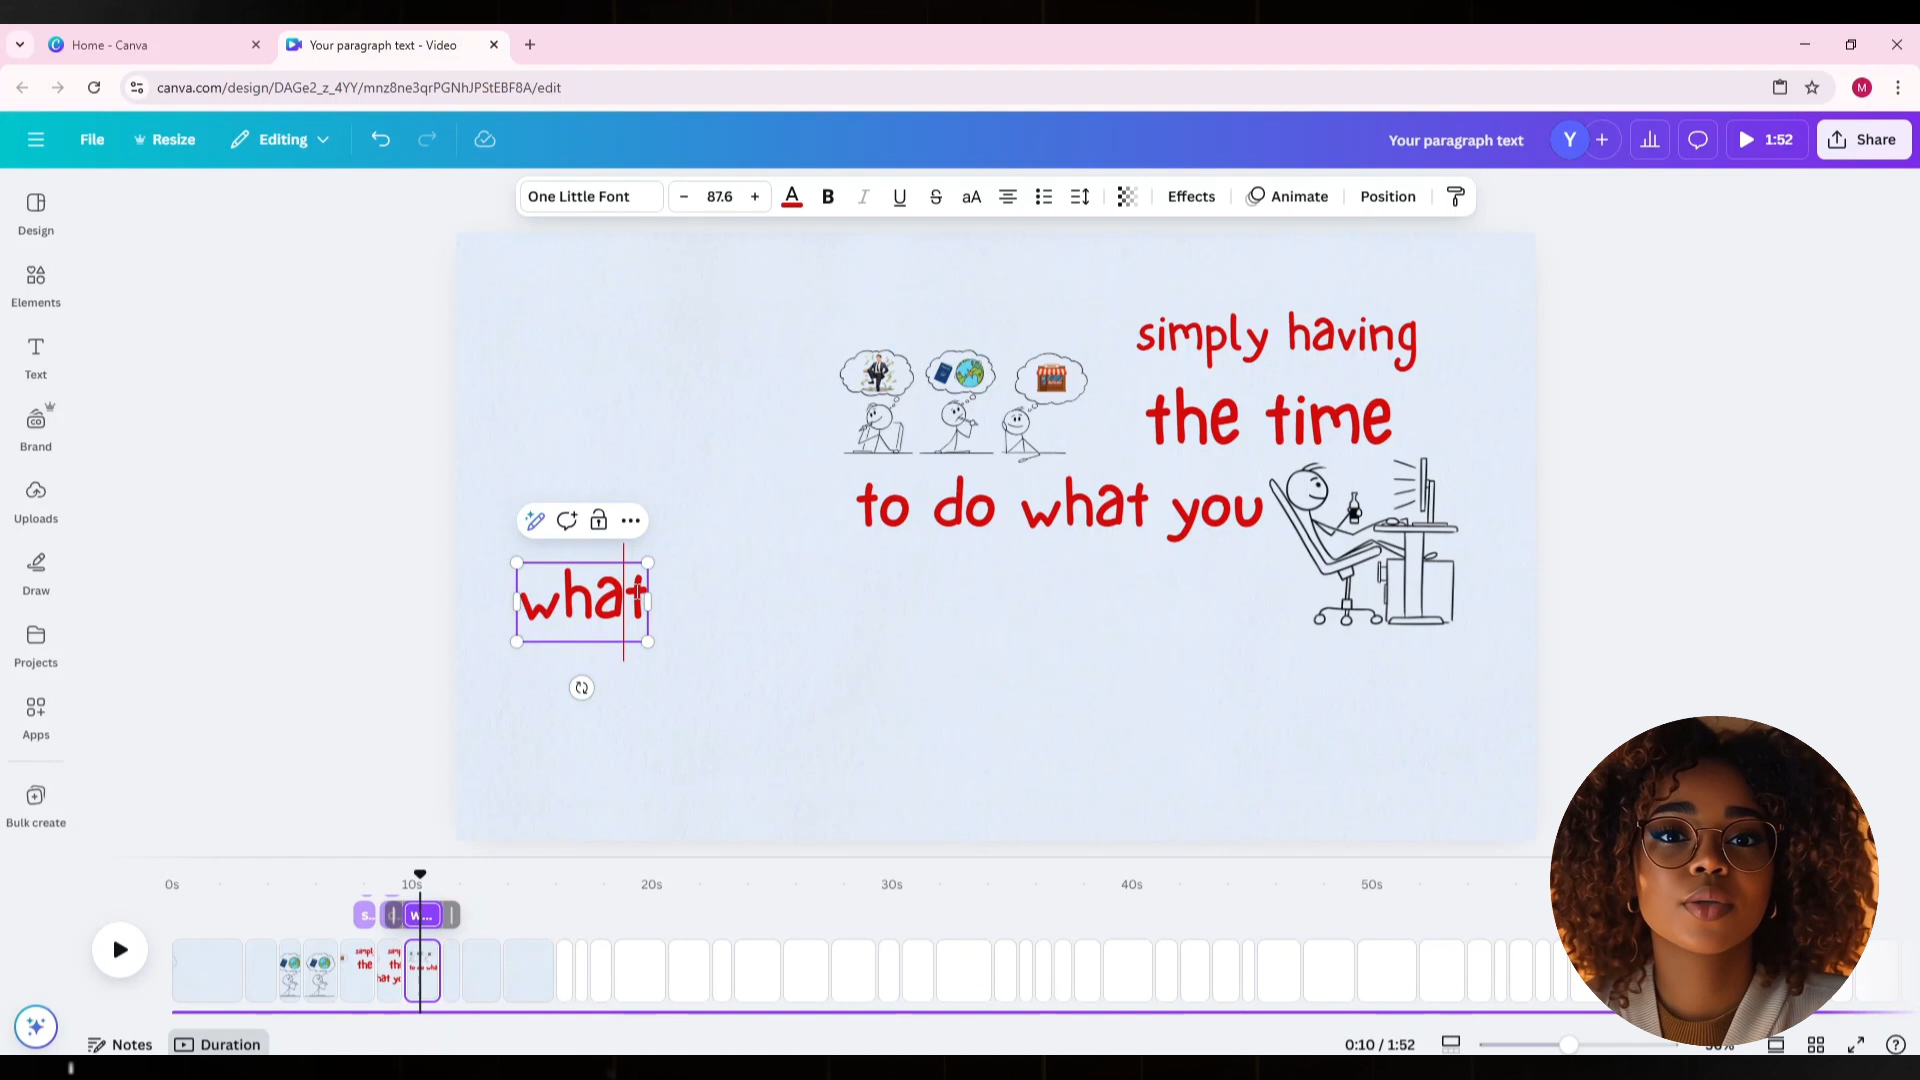 Home - Canva
Your paragraph text - Video
canva.com/design/DAGe2_z_4YY/mnz8ne3qrPGNhJPStEBF8A/edit
M
File
Resize
Editing
Your paragraph text
Y
1:52
Share
One Little Font
- 87.6 +
A B I U S aA
Effects
Animate
Position
Design
Elements
Text
Brand
Uploads
Draw
Projects
Apps
Bulk create
simply having
the time
to do what you
what
0s 10s 20s 30s 40s 50s
s...
W...
Notes
Duration
0:10 / 1:52